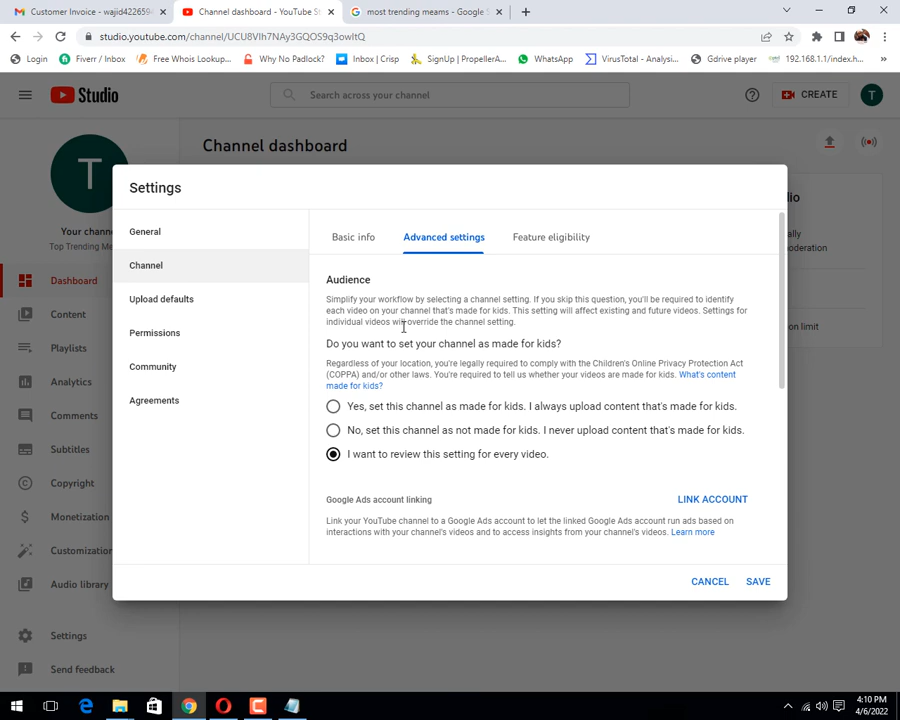 Customer Invoice - wajid4226594
Channel dashboard - YouTube St
most trending meams - Google S
studio.youtube.com/channel/UCU8VIh7NAy3GQOS9q3owItQ
Login
Fiverr / Inbox
Free Whois Lookup...
Why No Padlock?
Inbox | Crisp
SignUp | PropellerA...
WhatsApp
VirusTotal - Analysi...
Gdrive player
192.168.1.1/index.h...
»
Studio
Search across your channel
CREATE
T
T
Channel dashboard
Your chann
Top Trending Me
Dashboard
Content
Playlists
Analytics
Comments
Subtitles
Copyright
Monetization
Customization
Audio library
Settings
Send feedback
Settings
General
Channel
Upload defaults
Permissions
Community
Agreements
Basic info
Advanced settings
Feature eligibility
Audience
Simplify your workflow by selecting a channel setting. If you skip this question, you'll be required to identify
each video on your channel that's made for kids. This setting will affect existing and future videos. Settings for
individual videos will override the channel setting.
Do you want to set your channel as made for kids?
Regardless of your location, you're legally required to comply with the Children's Online Privacy Protection Act
(COPPA) and/or other laws. You're required to tell us whether your videos are made for kids. What's content
made for kids?
Yes, set this channel as made for kids. I always upload content that's made for kids.
No, set this channel as not made for kids. I never upload content that's made for kids.
I want to review this setting for every video.
Google Ads account linking
LINK ACCOUNT
Link your YouTube channel to a Google Ads account to let the linked Google Ads account run ads based on
interactions with your channel's videos and to access insights from your channel's videos. Learn more
CANCEL
SAVE
dio
ally
noderation
on limit
4:10 PM
4/6/2022